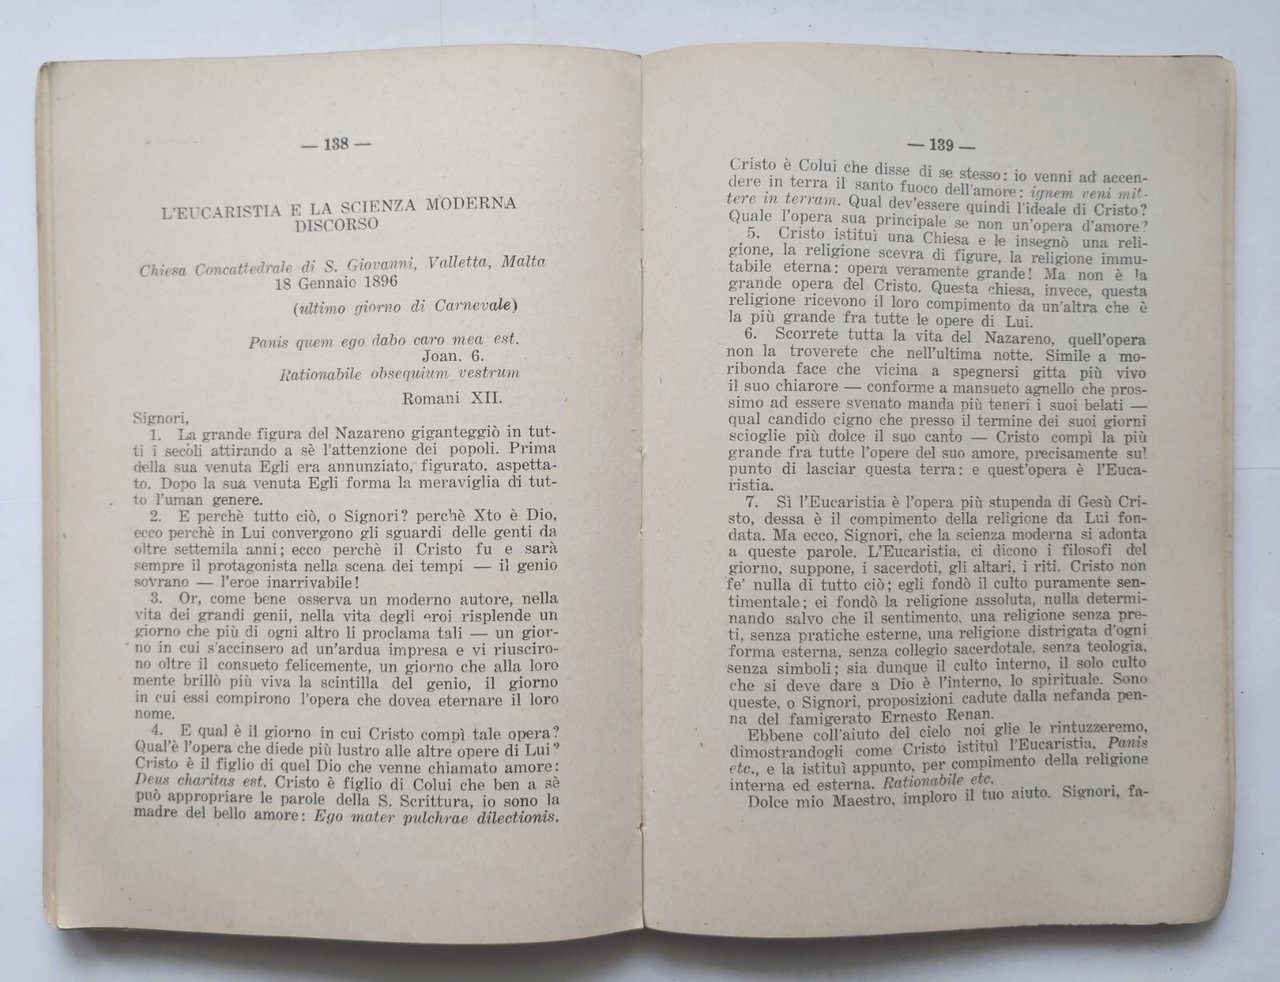 — 138 —
L'EUCARISTIA E LA SCIENZA MODERNA
DISCORSO
Chiesa Concattedrale di S. Giovanni, Valletta, Malta
18 Gennaio 1896
(ultimo giorno di Carnevale)
Panis quem ego dabo caro mea est.
Joan. 6.
Rationabile obsequium vestrum
Romani XII.
Signori,
1. La grande figura del Nazareno giganteggiò in tut-
ti i secoli attirando a sè l'attenzione dei popoli. Prima
della sua venuta Egli era annunziato, figurato, aspetta-
to. Dopo la sua venuta Egli forma la meraviglia di tut-
to l'uman genere.
2. E perchè tutto ciò, o Signori? perchè Xto è Dio,
ecco perchè in Lui convergono gli sguardi delle genti da
oltre settemila anni; ecco perchè il Cristo fu e sarà
sempre il protagonista nella scena dei tempi — il genio
sovrano — l'eroe inarrivabile!
3. Or, come bene osserva un moderno autore, nella
vita dei grandi genii, nella vita degli eroi risplende un
giorno che più di ogni altro li proclama tali — un gior-
no in cui s'accinsero ad un'ardua impresa e vi riusciro-
no oltre il consueto felicemente, un giorno che alla loro
mente brillò più viva la scintilla del genio, il giorno
in cui essi compirono l'opera che dovea eternare il loro
nome.
4. E qual è il giorno in cui Cristo compì tale opera?
Qual'è l'opera che diede più lustro alle altre opere di Lui?
Cristo è il figlio di quel Dio che venne chiamato amore:
Deus charitas est. Cristo è figlio di Colui che ben a sè
può appropriare le parole della S. Scrittura, io sono la
madre del bello amore: Ego mater pulchrae dilectionis.
— 139 —
Cristo è Colui che disse di se stesso: io venni ad accen-
dere in terra il santo fuoco dell'amore: ignem veni mit-
tere in terram. Qual dev'essere quindi l'ideale di Cristo?
Quale l'opera sua principale se non un'opera d'amore?
5. Cristo istituì una Chiesa e le insegnò una reli-
gione, la religione scevra di figure, la religione immu-
tabile eterna: opera veramente grande! Ma non è la
grande opera del Cristo. Questa chiesa, invece, questa
religione ricevono il loro compimento da un'altra che è
la più grande fra tutte le opere di Lui.
6. Scorrete tutta la vita del Nazareno, quell'opera
non la troverete che nell'ultima notte. Simile a mo-
ribonda face che vicina a spegnersi gitta più vivo
il suo chiarore — conforme a mansueto agnello che pros-
simo ad essere svenato manda più teneri i suoi belati —
qual candido cigno che presso il termine dei suoi giorni
scioglie più dolce il suo canto — Cristo compì la più
grande fra tutte l'opere del suo amore, precisamente sul
punto di lasciar questa terra: e quest'opera è l'Euca-
ristia.
7. Sì l'Eucaristia è l'opera più stupenda di Gesù Cri-
sto, dessa è il compimento della religione da Lui fon-
data. Ma ecco, Signori, che la scienza moderna si adonta
a queste parole. L'Eucaristia, ci dicono i filosofi del
giorno, suppone, i sacerdoti, gli altari, i riti. Cristo non
fe' nulla di tutto ciò; egli fondò il culto puramente sen-
timentale; ei fondò la religione assoluta, nulla determi-
nando salvo che il sentimento, una religione senza pre-
ti, senza pratiche esterne, una religione distrigata d'ogni
forma esterna, senza collegio sacerdotale, senza teologia,
senza simboli; sia dunque il culto interno, il solo culto
che si deve dare a Dio è l'interno, lo spirituale. Sono
queste, o Signori, proposizioni cadute dalla nefanda pen-
na del famigerato Ernesto Renan.
Ebbene coll'aiuto del cielo noi glie le rintuzzeremo,
dimostrandogli come Cristo istituì l'Eucaristia, Panis
etc., e la istituì appunto, per compimento della religione
interna ed esterna. Rationabile etc.
Dolce mio Maestro, imploro il tuo aiuto. Signori, fa-